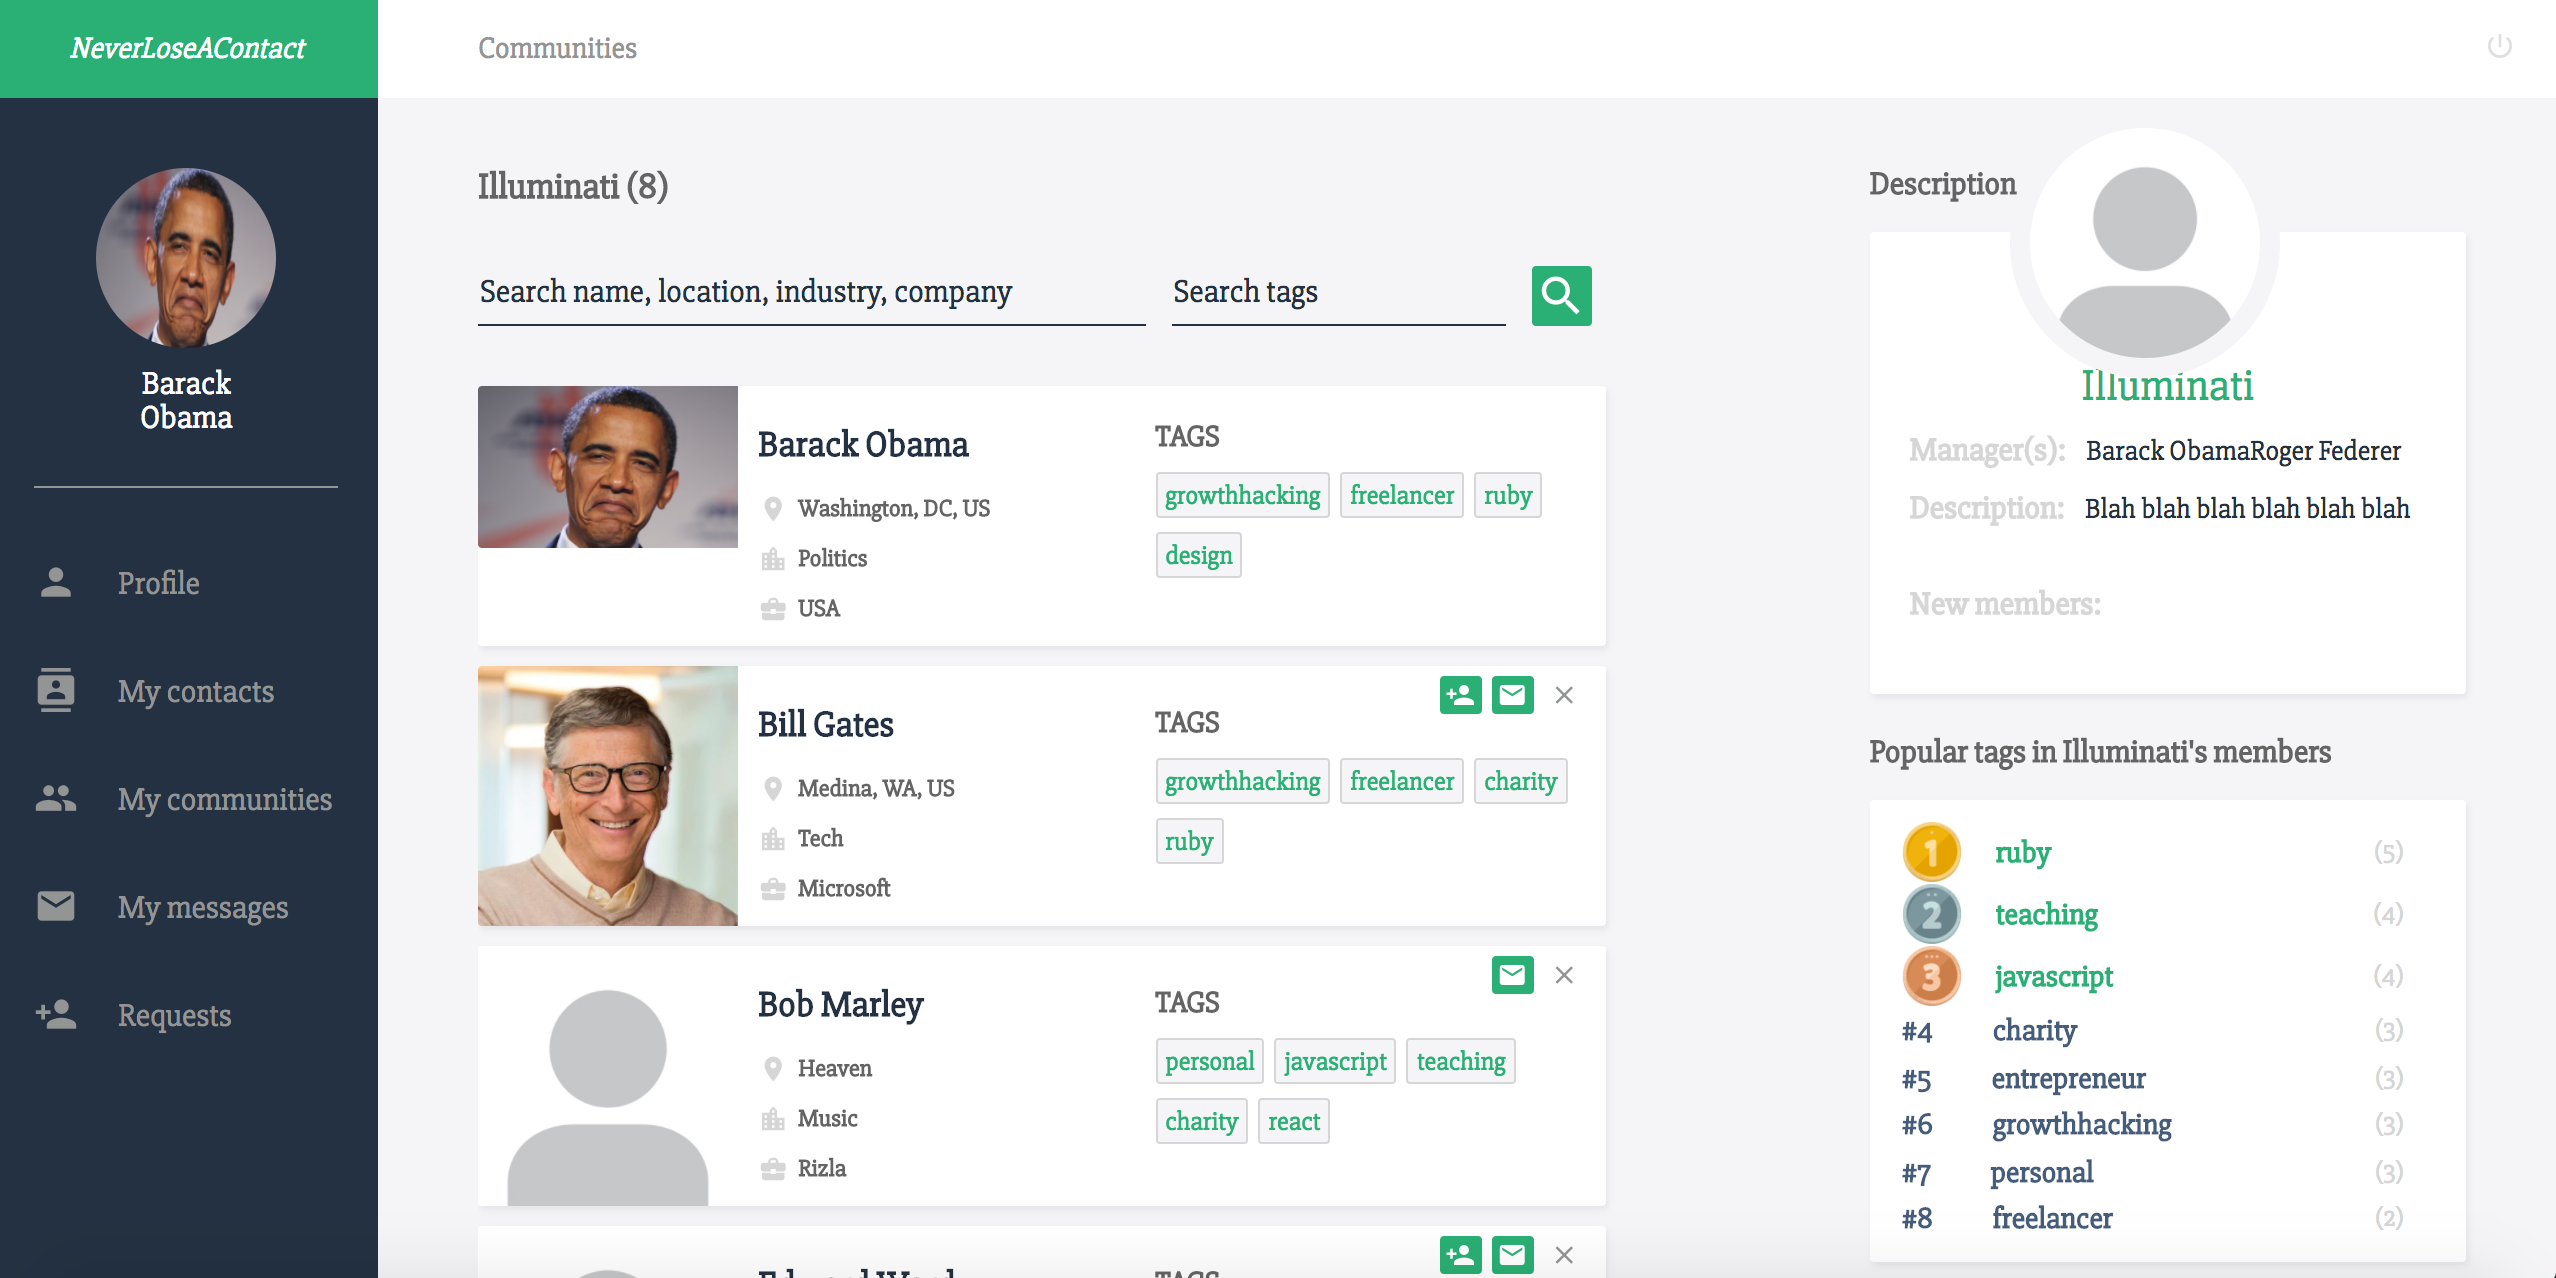 NeverLoseAContact
Communities
Barack
Obama
Profile
My contacts
My communities
My messages
Requests
Illuminati (8)
Search name, location, industry, company
Search tags
Barack Obama
Washington, DC, US
Politics
USA
TAGS
growthhacking freelancer ruby
design
Bill Gates
Medina, WA, US
Tech
Microsoft
TAGS
growthhacking freelancer charity
ruby
Bob Marley
Heaven
Music
Rizla
TAGS
personal javascript teaching
charity react
TAGS
Description
Illuminati
Manager(s): Barack ObamaRoger Federer
Description: Blah blah blah blah blah blah
New members:
Popular tags in Illuminati's members
1 ruby (5)
2 teaching (4)
3 javascript (4)
#4 charity (3)
#5 entrepreneur (3)
#6 growthhacking (3)
#7 personal (3)
#8 freelancer (2)